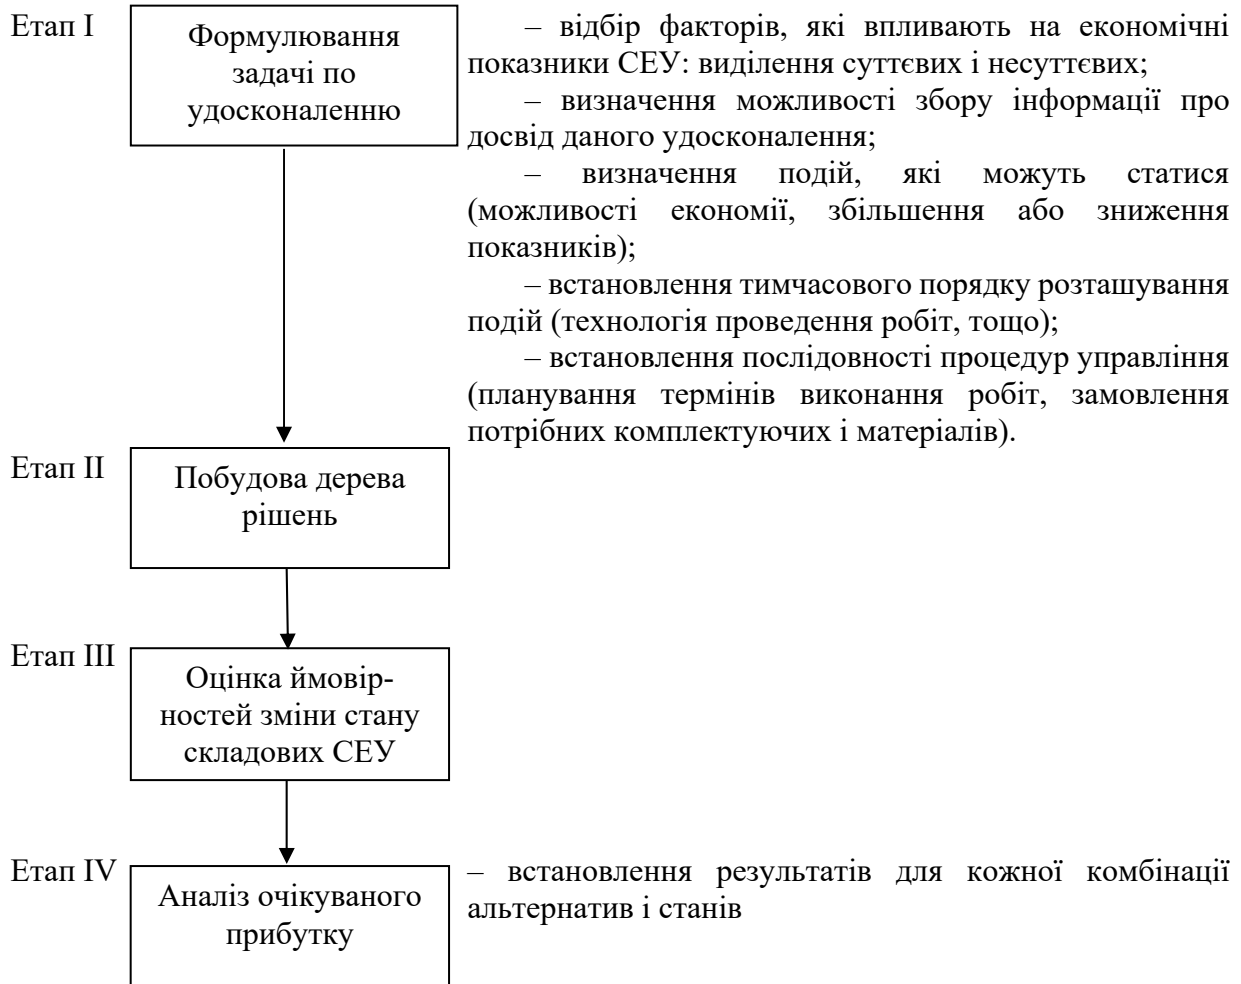 Етап I
Формулювання
задачі по
удосконаленню
– відбір факторів, які впливають на економічні
показники СЕУ: виділення суттєвих і несуттєвих;
– визначення можливості збору інформації про
досвід даного удосконалення;
– визначення подій, які можуть статися
(можливості економії, збільшення або зниження
показників);
– встановлення тимчасового порядку розташування
подій (технологія проведення робіт, тощо);
– встановлення послідовності процедур управління
(планування термінів виконання робіт, замовлення
потрібних комплектуючих і матеріалів).
Етап II
Побудова дерева
рішень
Етап III
Оцінка ймовір-
ностей зміни стану
складових СЕУ
Етап IV
Аналіз очікуваного
прибутку
– встановлення результатів для кожної комбінації
альтернатив і станів